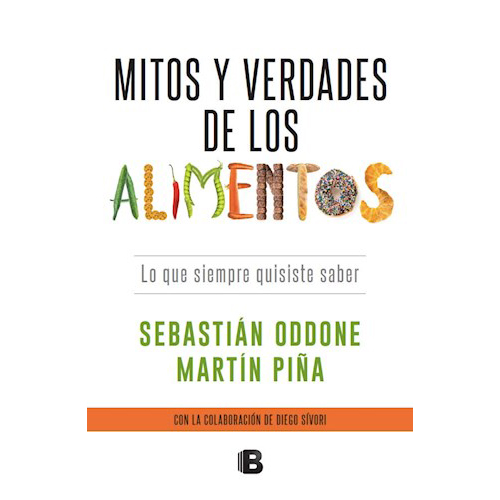 MITOS Y VERDADES
DE LOS
ALIMENTOS
Lo que siempre quisiste saber
SEBASTIÁN ODDONE
MARTÍN PIÑA
CON LA COLABORACIÓN DE DIEGO SÍVORI
B